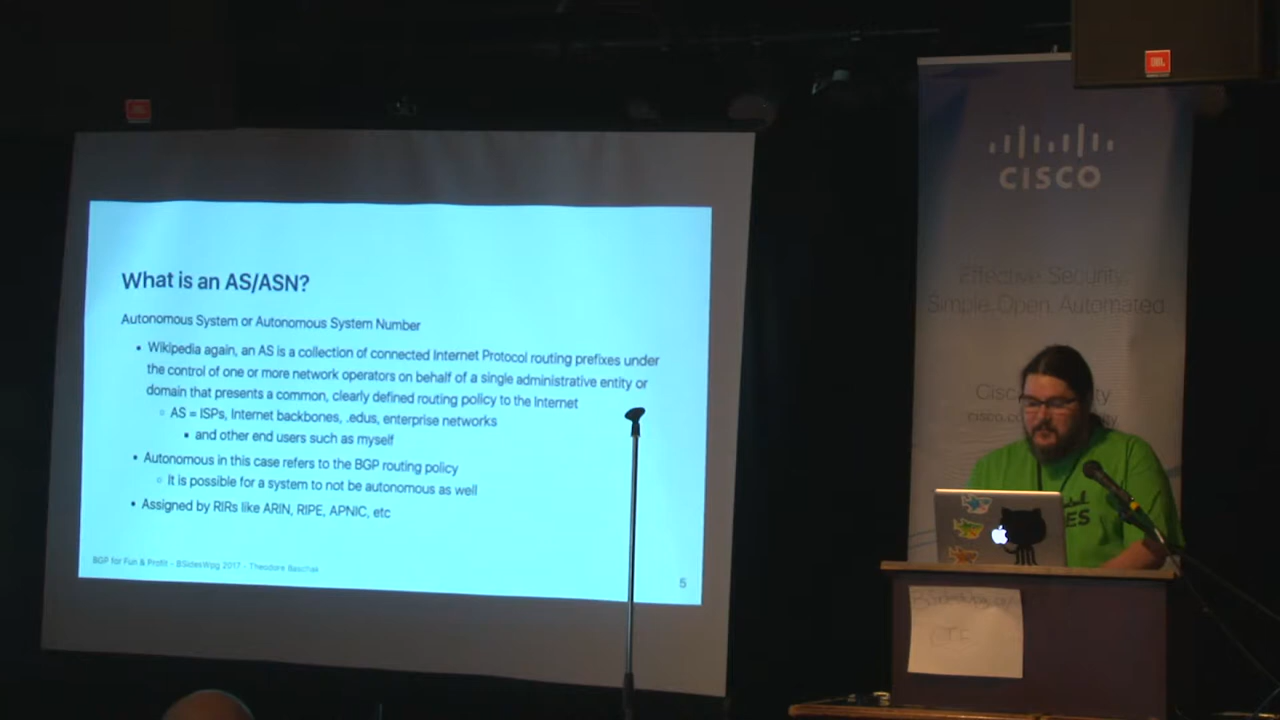 What is an AS/ASN?
Autonomous System or Autonomous System Number
• Wikipedia again, an AS is a collection of connected Internet Protocol routing prefixes under
the control of one or more network operators on behalf of a single administrative entity or
domain that presents a common, clearly defined routing policy to the Internet
◦ AS = ISPs, Internet backbones, .edus, enterprise networks
▪ and other end users such as myself
• Autonomous in this case refers to the BGP routing policy
◦ It is possible for a system to not be autonomous as well
• Assigned by RIRs like ARIN, RIPE, APNIC, etc
BGP for Fun & Profit - BSidesWpg 2017 - Theodore Baschak
5
JBL
JBL
CISCO
Effective Security.
Simple. Open. Automated.
CTF